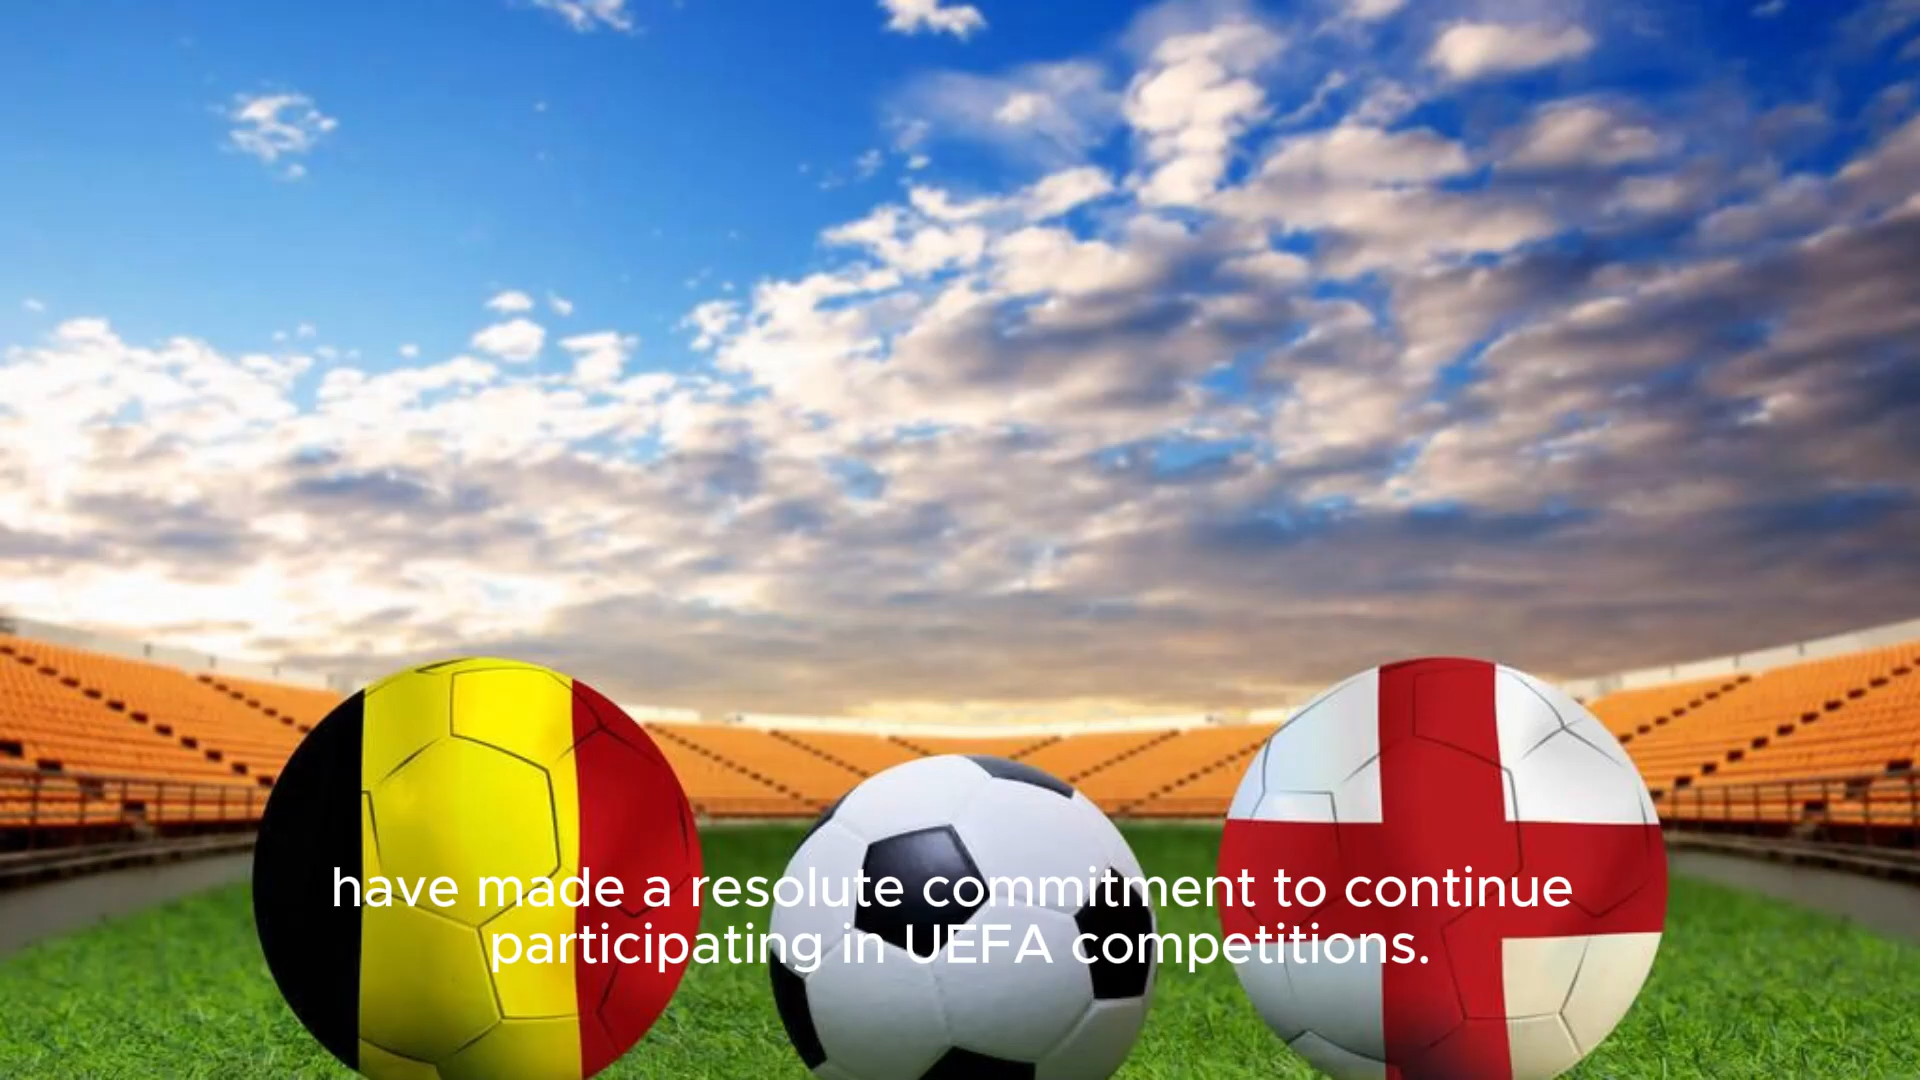 have made a resolute commitment to continue
participating in UEFA competitions.